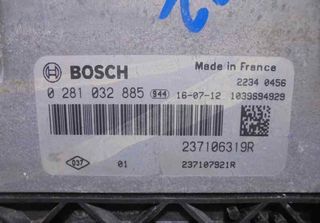 BOSCH
Made in France
2234 0456
0 281 032 885 944 16-07-12 1039S94929
237106319R
037 01 237107921R